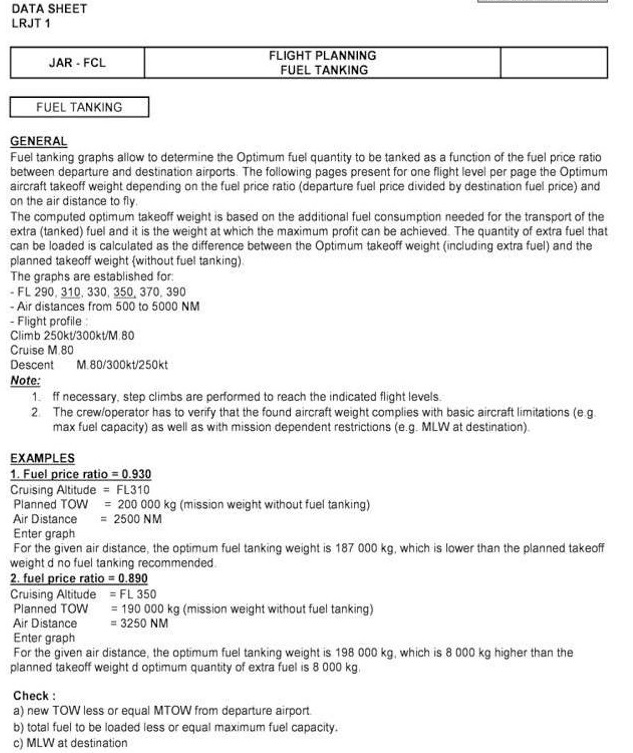 DATA SHEET
LRJT 1
JAR - FCL
FLIGHT PLANNING
FUEL TANKING
FUEL TANKING
GENERAL
Fuel tanking graphs allow to determine the Optimum fuel quantity to be tanked as a function of the fuel price ratio
between departure and destination airports. The following pages present for one flight level per page the Optimum
aircraft takeoff weight depending on the fuel price ratio (departure fuel price divided by destination fuel price) and
on the air distance to fly.
The computed optimum takeoff weight is based on the additional fuel consumption needed for the transport of the
extra (tanked) fuel and it is the weight at which the maximum profit can be achieved. The quantity of extra fuel that
can be loaded is calculated as the difference between the Optimum takeoff weight (including extra fuel) and the
planned takeoff weight (without fuel tanking).
The graphs are established for:
- FL 290, 310, 330, 350, 370, 390
- Air distances from 500 to 5000 NM
- Flight profile :
Climb 250kt/300kt/M.80
Cruise M.80
Descent M.80/300kt/250kt
Note:
1. ff necessary, step climbs are performed to reach the indicated flight levels.
2. The crew/operator has to verify that the found aircraft weight complies with basic aircraft limitations (e.g.
max fuel capacity) as well as with mission dependent restrictions (e.g. MLW at destination).
EXAMPLES
1. Fuel price ratio = 0.930
Cruising Altitude = FL310
Planned TOW = 200 000 kg (mission weight without fuel tanking)
Air Distance = 2500 NM
Enter graph
For the given air distance, the optimum fuel tanking weight is 187 000 kg, which is lower than the planned takeoff
weight d no fuel tanking recommended.
2. fuel price ratio = 0.890
Cruising Altitude = FL 350
Planned TOW = 190 000 kg (mission weight without fuel tanking)
Air Distance = 3250 NM
Enter graph
For the given air distance, the optimum fuel tanking weight is 198 000 kg, which is 8 000 kg higher than the
planned takeoff weight d optimum quantity of extra fuel is 8 000 kg.
Check :
a) new TOW less or equal MTOW from departure airport.
b) total fuel to be loaded less or equal maximum fuel capacity.
c) MLW at destination